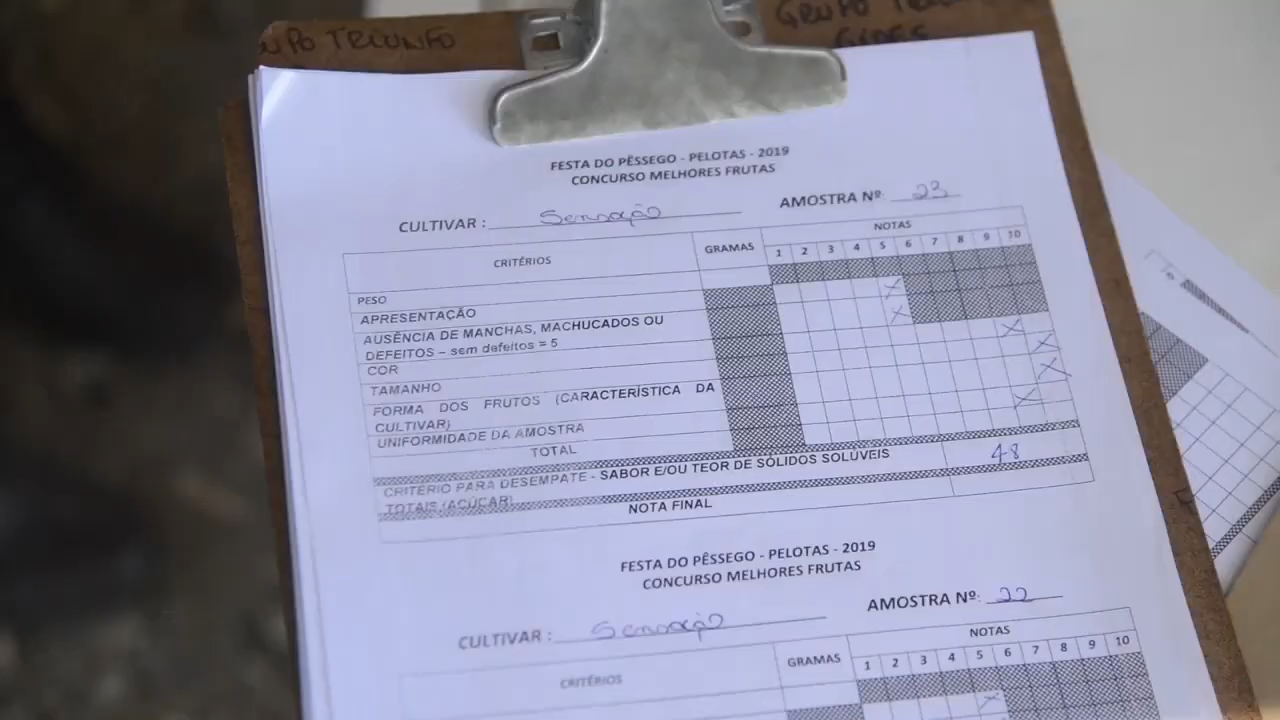 GRUPO TRIUNFO
GRUPO
FESTA DO PÊSSEGO - PELOTAS - 2019
CONCURSO MELHORES FRUTAS
CULTIVAR : Sensação AMOSTRA Nº 23
CRITÉRIOS GRAMAS NOTAS
1 2 3 4 5 6 7 8 9 10
PESO
APRESENTAÇÃO X
AUSÊNCIA DE MANCHAS, MACHUCADOS OU X
DEFEITOS – sem defeitos = 5
COR X
TAMANHO X
FORMA DOS FRUTOS (CARACTERÍSTICA DA X
CULTIVAR)
UNIFORMIDADE DA AMOSTRA X
TOTAL 48
CRITÉRIO PARA DESEMPATE - SABOR E/OU TEOR DE SÓLIDOS SOLÚVEIS
TOTAIS (AÇÚCAR)
NOTA FINAL
FESTA DO PÊSSEGO - PELOTAS - 2019
CONCURSO MELHORES FRUTAS
CULTIVAR : Sensação AMOSTRA Nº 22
CRITÉRIOS GRAMAS NOTAS
1 2 3 4 5 6 7 8 9 10
X